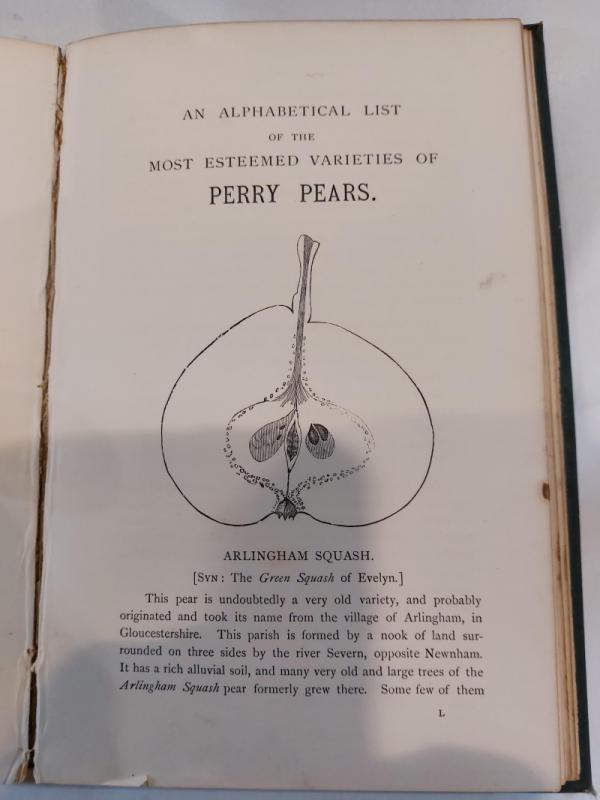 AN ALPHABETICAL LIST
OF THE
MOST ESTEEMED VARIETIES OF
PERRY PEARS.
ARLINGHAM SQUASH.
[SYN: The Green Squash of Evelyn.]
This pear is undoubtedly a very old variety, and probably
originated and took its name from the village of Arlingham, in
Gloucestershire. This parish is formed by a nook of land sur-
rounded on three sides by the river Severn, opposite Newnham.
It has a rich alluvial soil, and many very old and large trees of the
Arlingham Squash pear formerly grew there. Some few of them
L